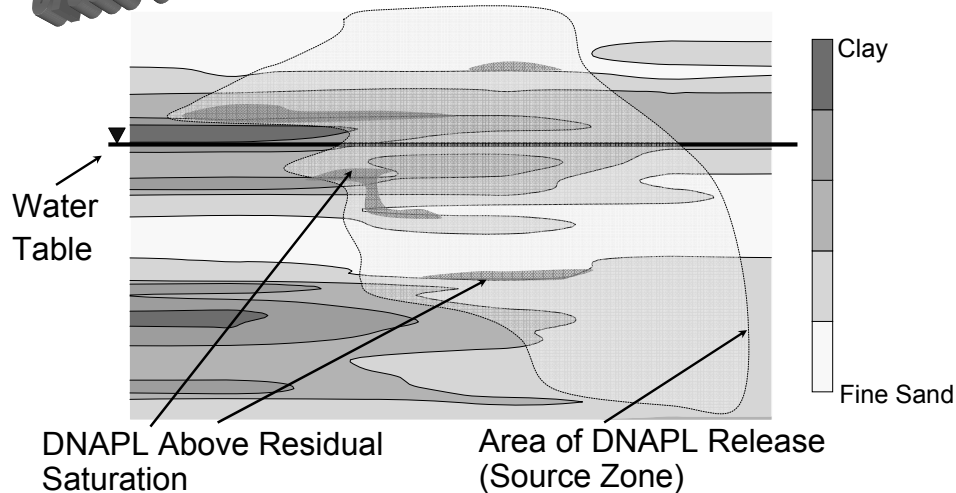 Clay
Water
Table
Fine Sand
DNAPL Above Residual
Saturation
Area of DNAPL Release
(Source Zone)